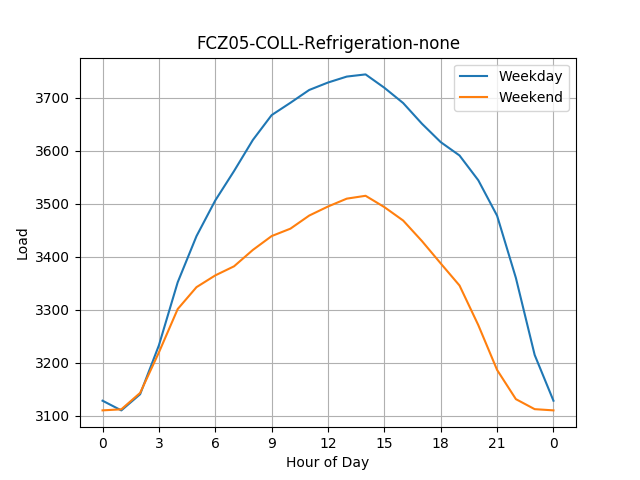 FCZ05-COLL-Refrigeration-none
Weekday
Weekend
Load
3700
3600
3500
3400
3300
3200
3100
0 3 6 9 12 15 18 21 0
Hour of Day